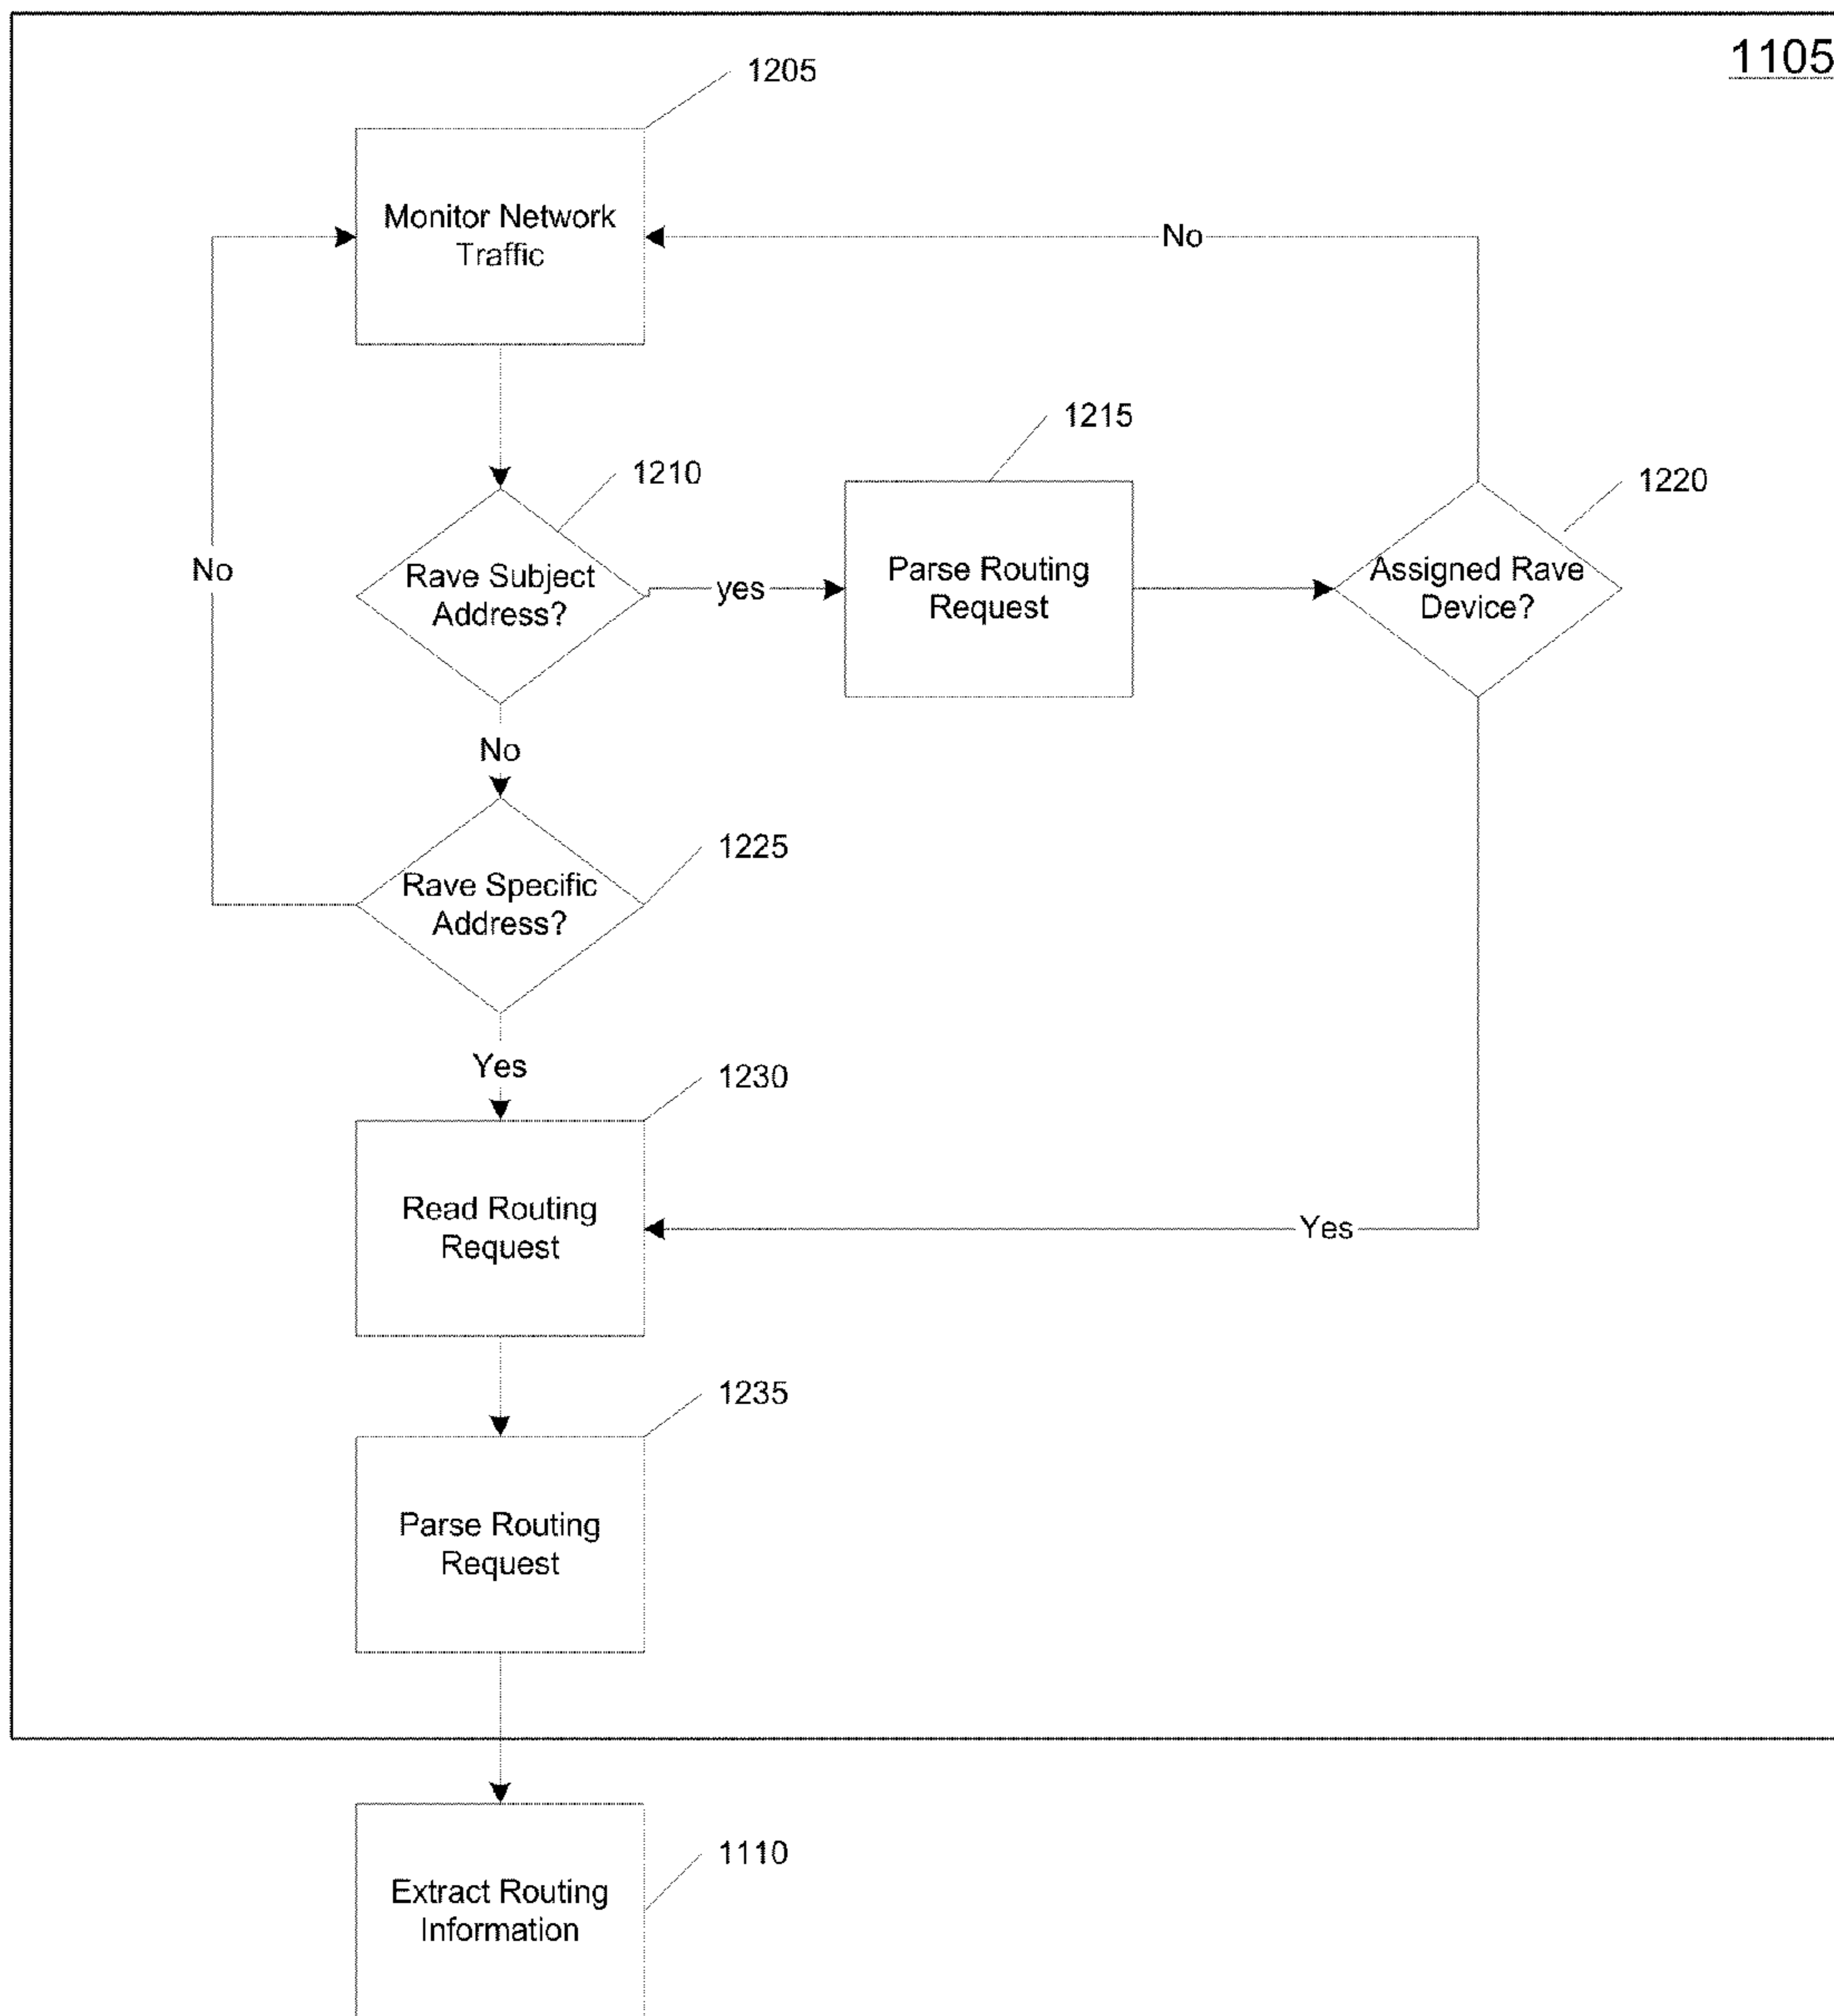 1105
1205
Monitor Network
Traffic
No
1215
1210
1220
No
Rave Subject
Address?
yes
Parse Routing
Request
Assigned Rave
Device?
No
1225
Rave Specific
Address?
Yes
1230
Read Routing
Request
Yes
1235
Parse Routing
Request
1110
Extract Routing
Information